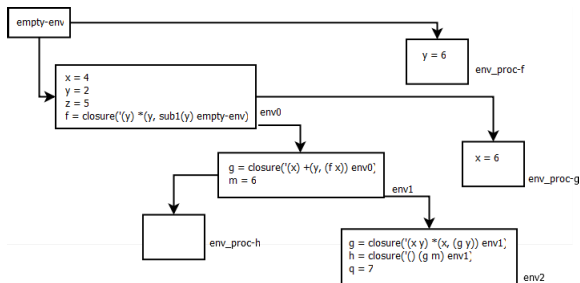 empty-env
y = 6
env_proc-f
x = 4
y = 2
z = 5
f = closure('(y) *(y, sub1(y) empty-env)
env0
x = 6
env_proc-g
g = closure('(x) +(y, (f x)) env0)
m = 6
env1
env_proc-h
g = closure('(x y) *(x, (g y)) env1)
h = closure('() (g m) env1)
q = 7
env2